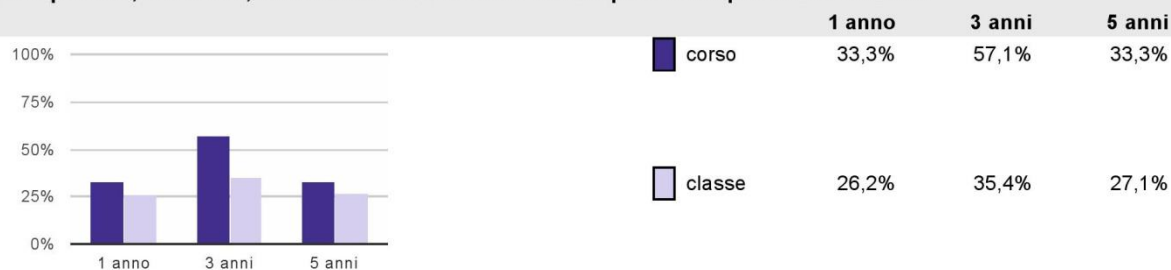 1 anno 3 anni 5 anni
100%
75%
50%
25%
0%
1 anno 3 anni 5 anni
corso 33,3% 57,1% 33,3%
classe 26,2% 35,4% 27,1%